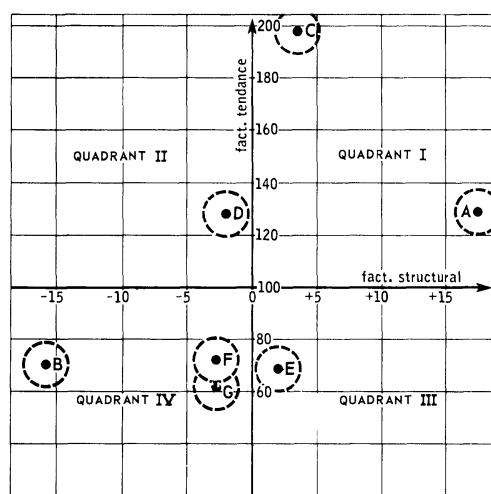 200
C
fact. tendance
180
160
QUADRANT II
QUADRANT I
140
D
A
120
fact. structural
100
-15
-10
-5
0
+5
+10
+15
80
F
B
E
60
G
QUADRANT IV
QUADRANT III